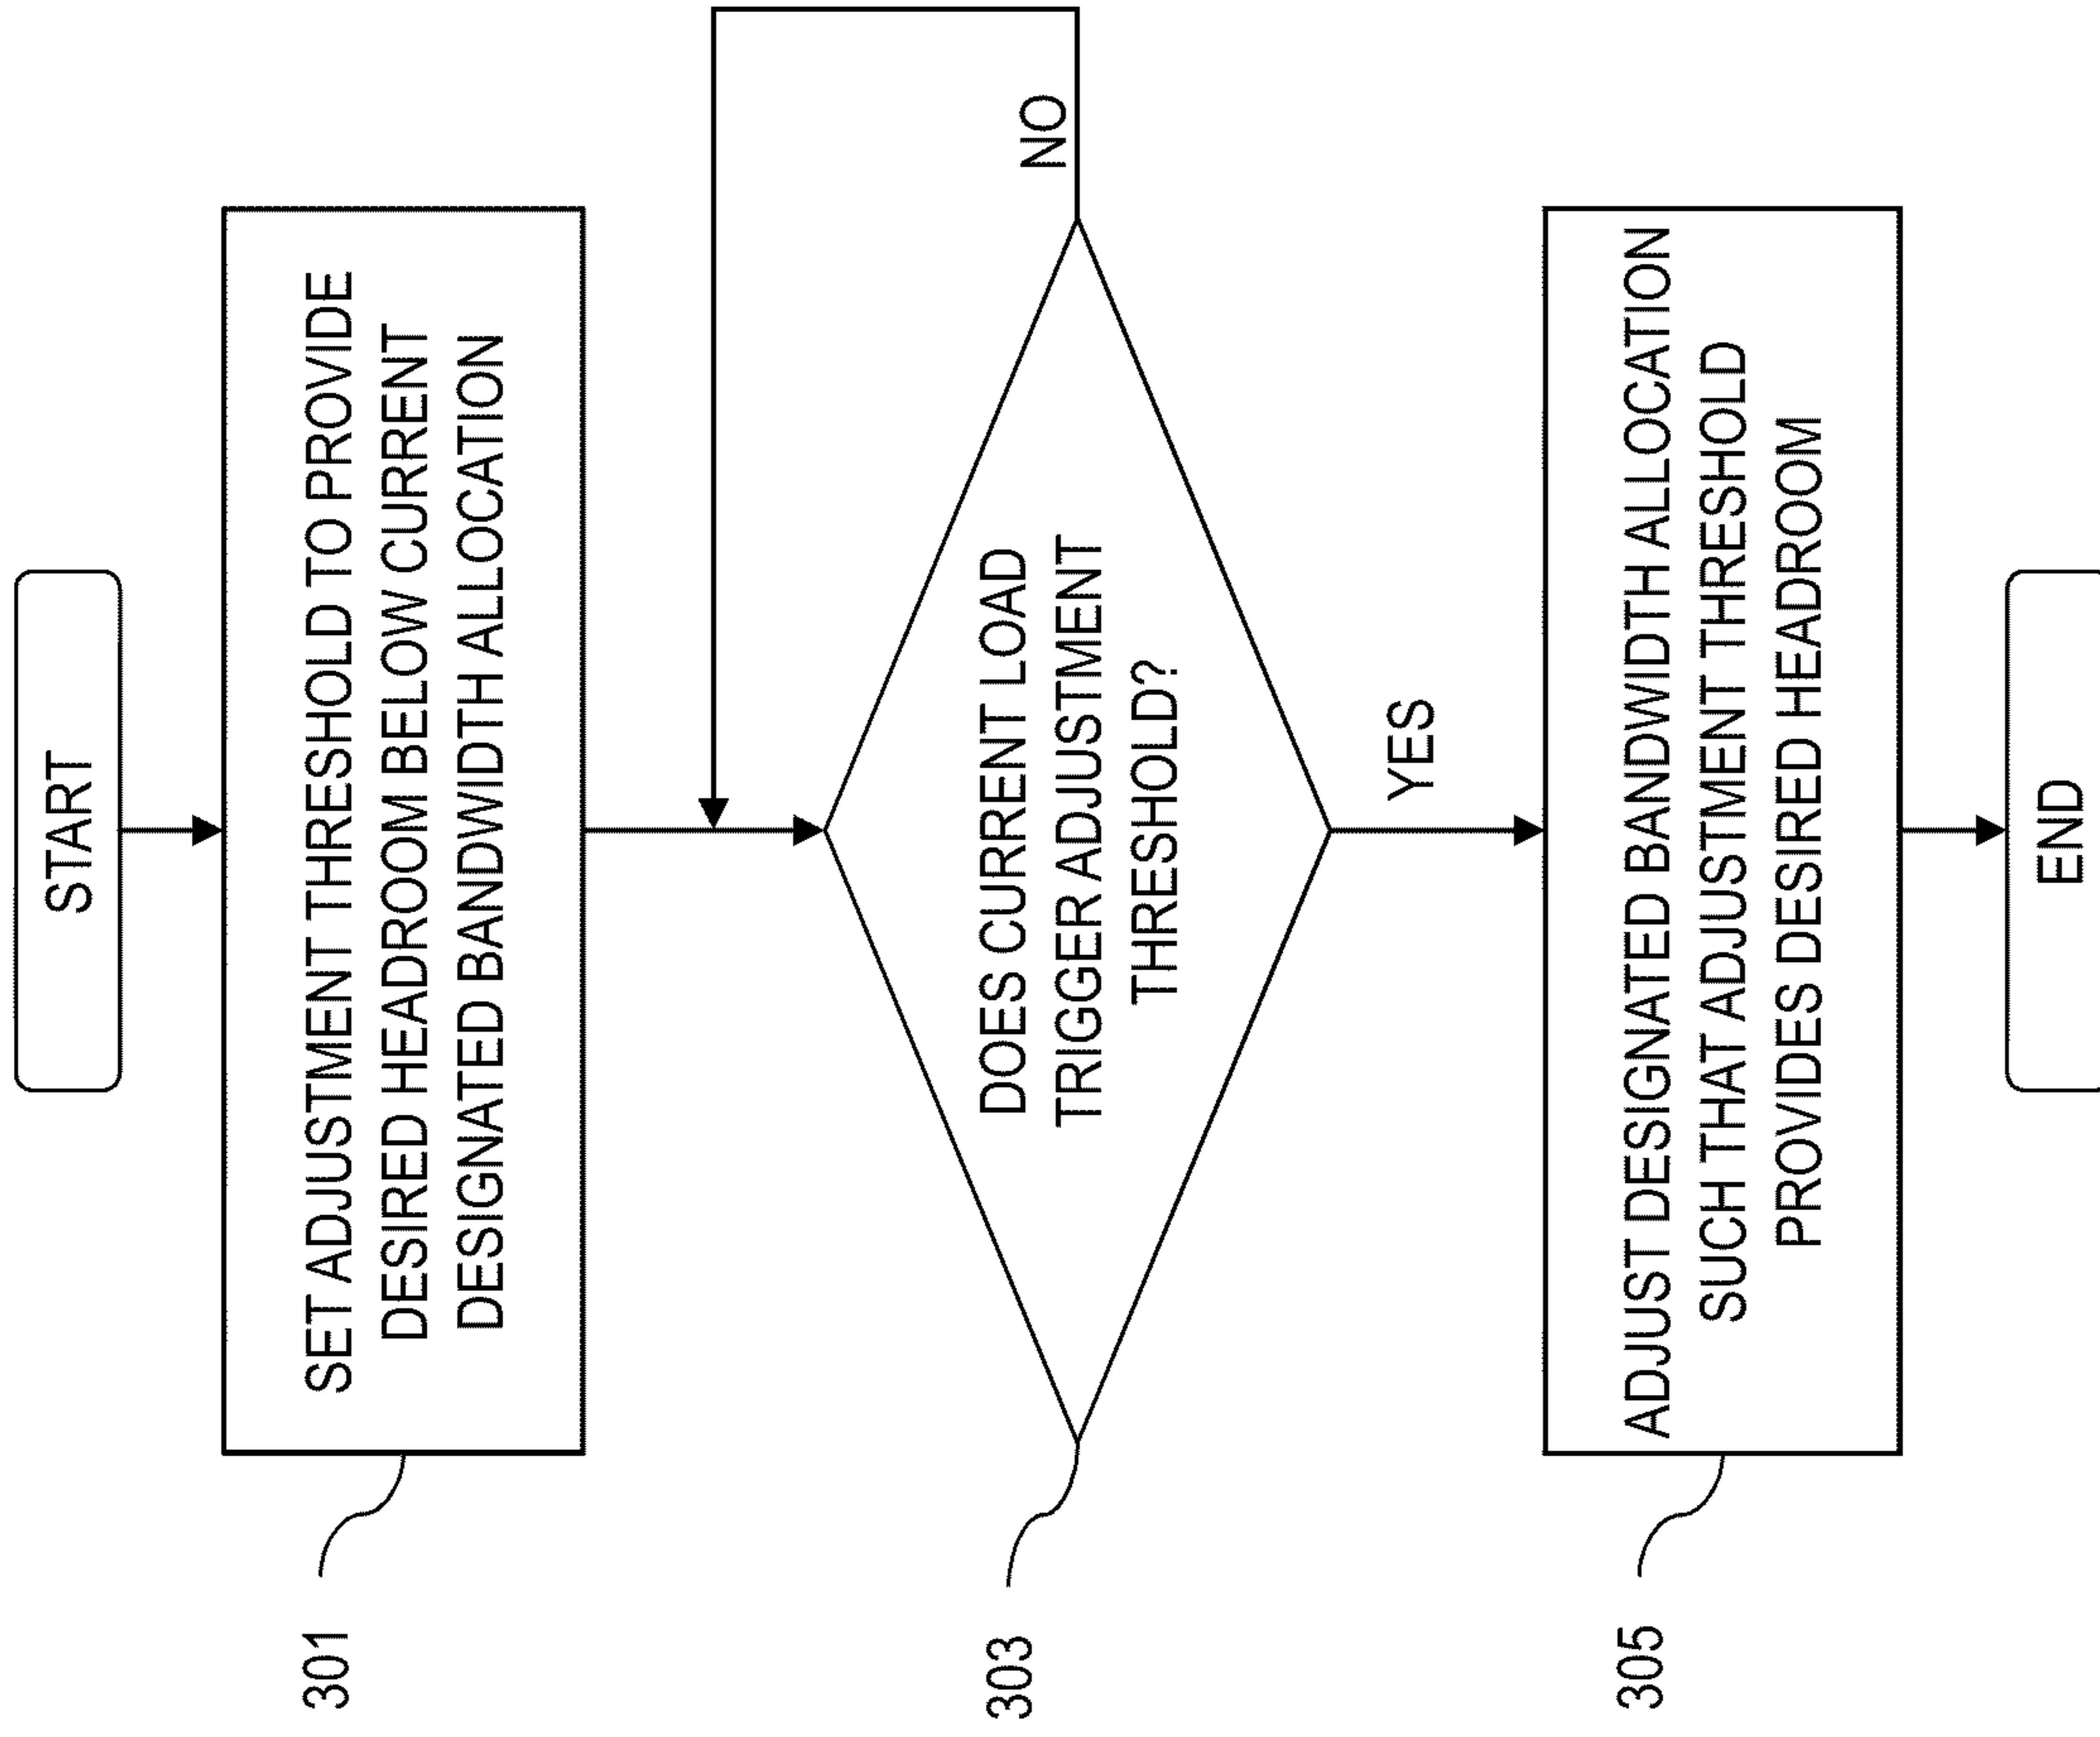 START
301
SET ADJUSTMENT THRESHOLD TO PROVIDE
DESIRED HEADROOM BELOW CURRENT
DESIGNATED BANDWIDTH ALLOCATION
303
DOES CURRENT LOAD
TRIGGER ADJUSTMENT
THRESHOLD?
NO
YES
305
ADJUST DESIGNATED BANDWIDTH ALLOCATION
SUCH THAT ADJUSTMENT THRESHOLD
PROVIDES DESIRED HEADROOM
END